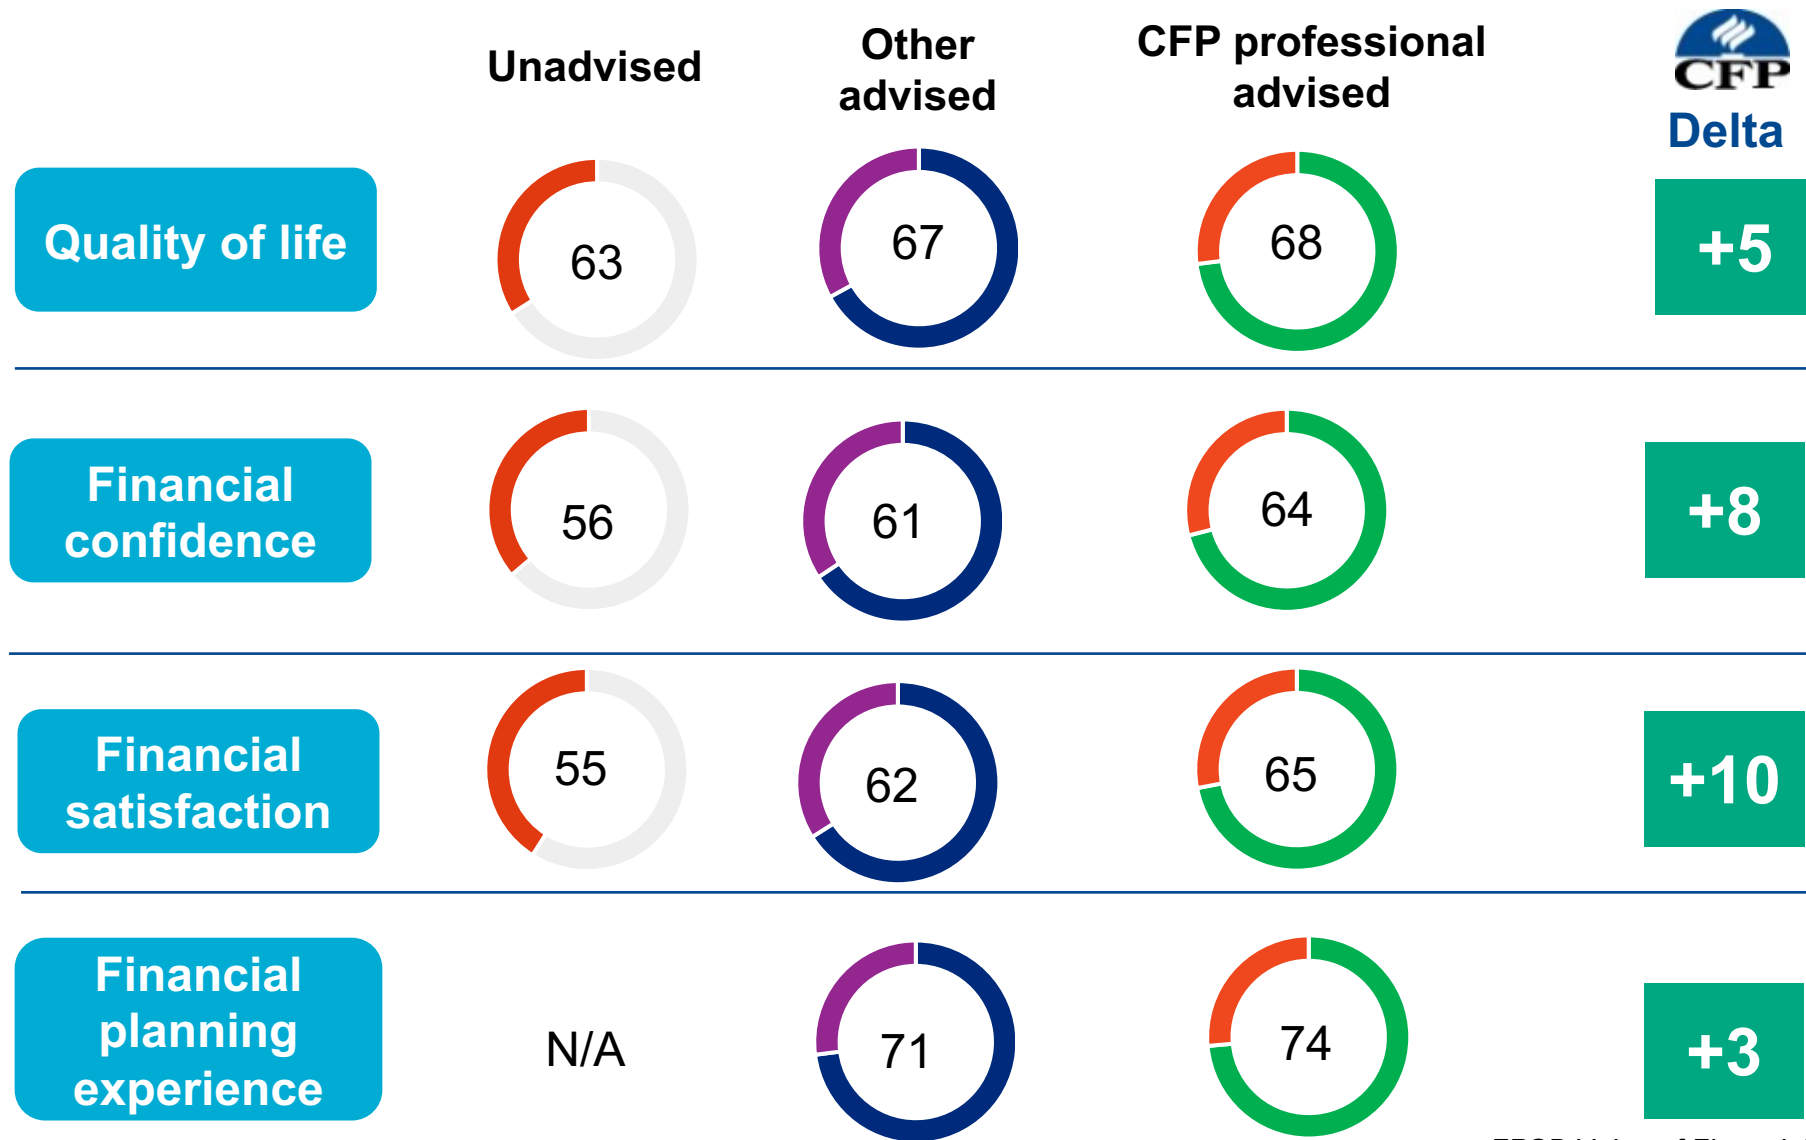 Unadvised
Other
advised
CFP professional
advised
CFP
Delta
Quality of life
63
67
68
+5
Financial
confidence
56
61
64
+8
Financial
satisfaction
55
62
65
+10
Financial
planning
experience
N/A
71
74
+3